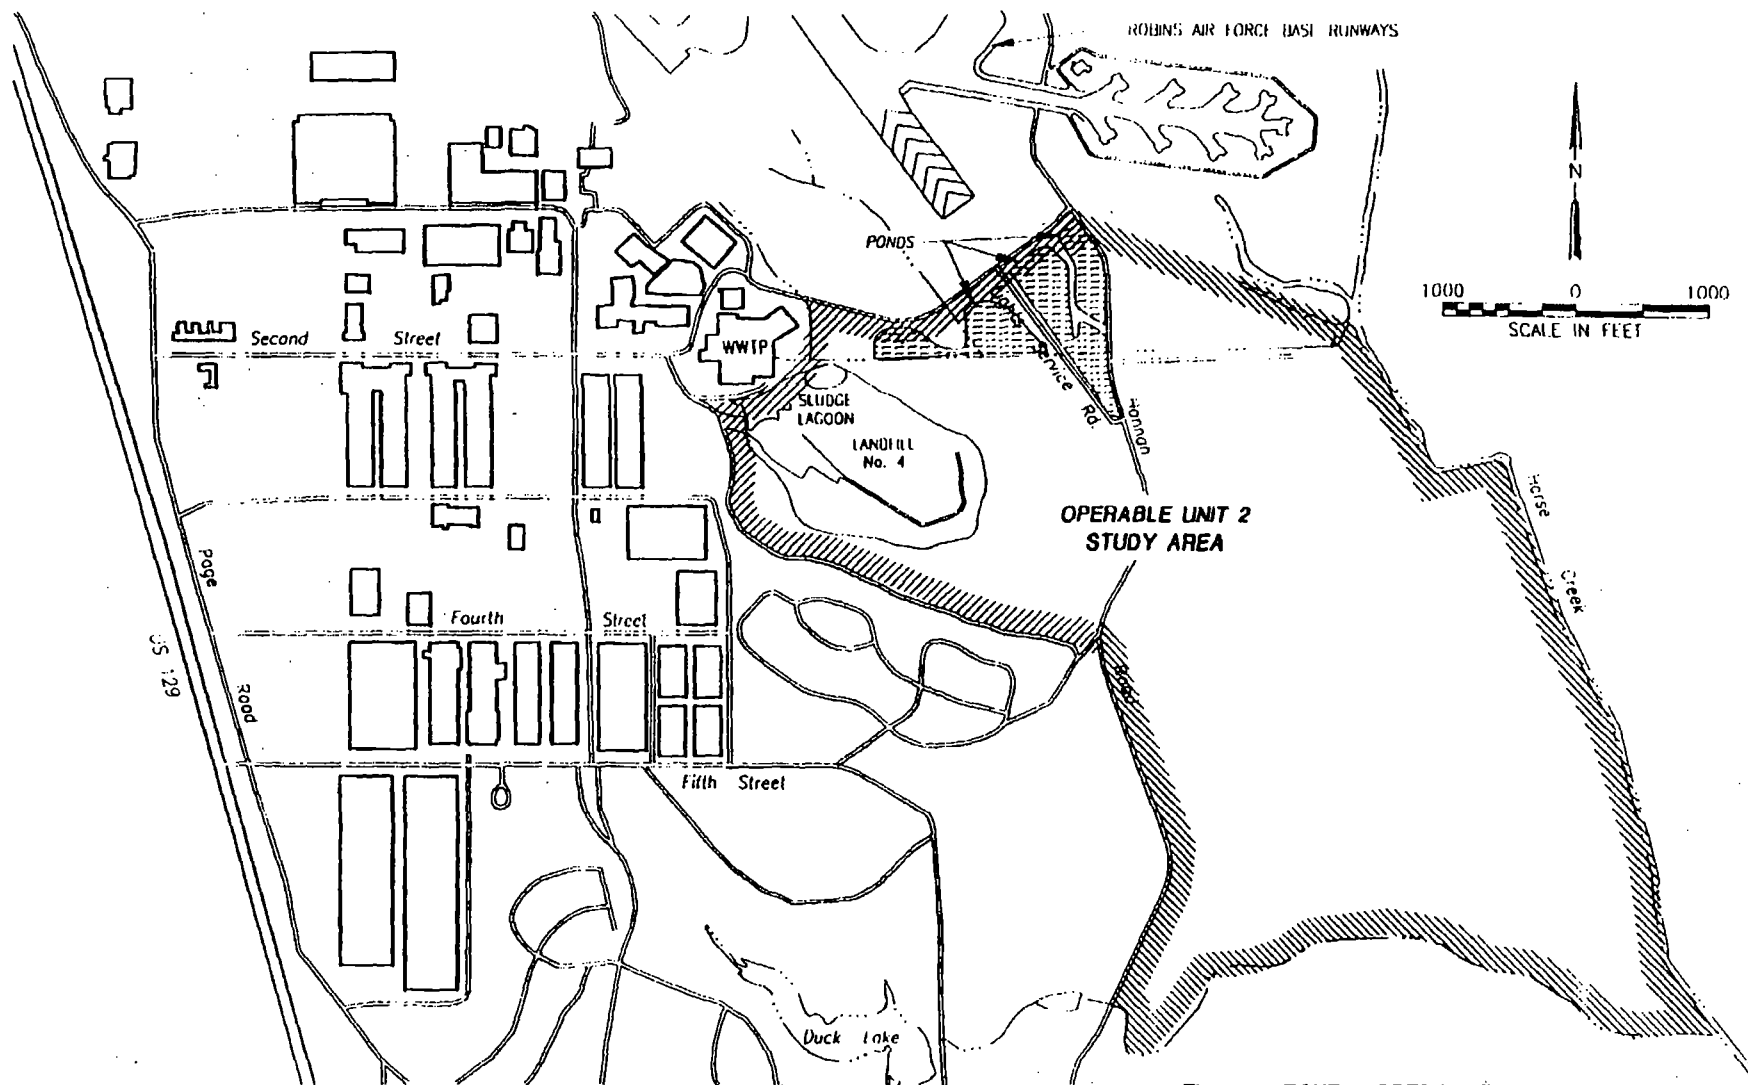 ROBINS AIR FORCE BASE RUNWAYS
N
PONDS
1000 0 1000
SCALE IN FEET
Second Street
WWTP
SLUDGE
LAGOON
LANDFILL
No. 4
Lights Service Rd.
Hannah
Road
OPERABLE UNIT 2
STUDY AREA
Horse
Creek
Page
Road
US 129
Fourth Street
Fifth Street
Duck Lake